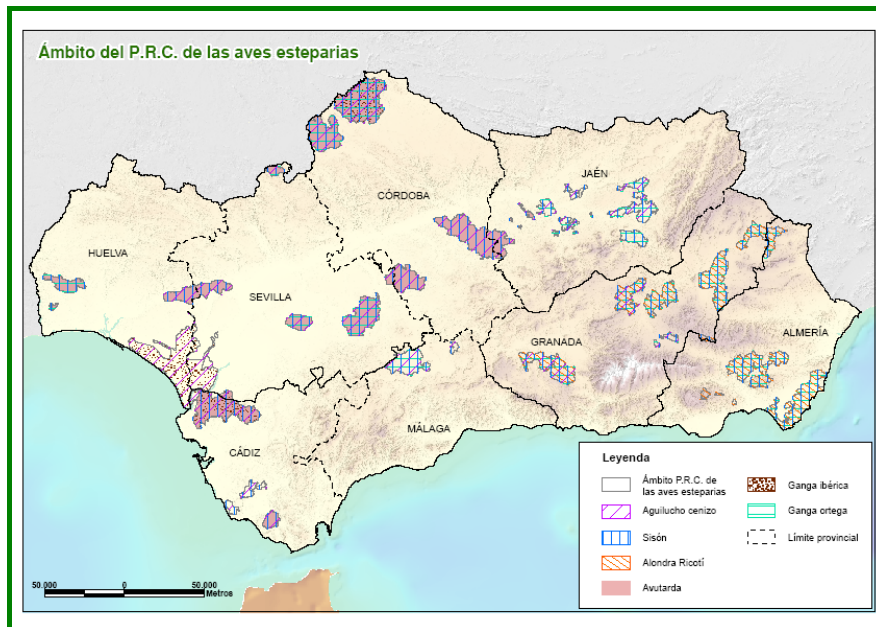 Ámbito del P.R.C. de las aves esteparias
JAÉN
CÓRDOBA
HUELVA
SEVILLA
ALMERÍA
GRANADA
MÁLAGA
CÁDIZ
Leyenda
Ámbito P.R.C. de
las aves esteparias
Aguilucho cenizo
Sisón
Alondra Ricotí
Avutarda
Ganga ibérica
Ganga ortega
Límite provincial
50.000 0 50.000
Metros